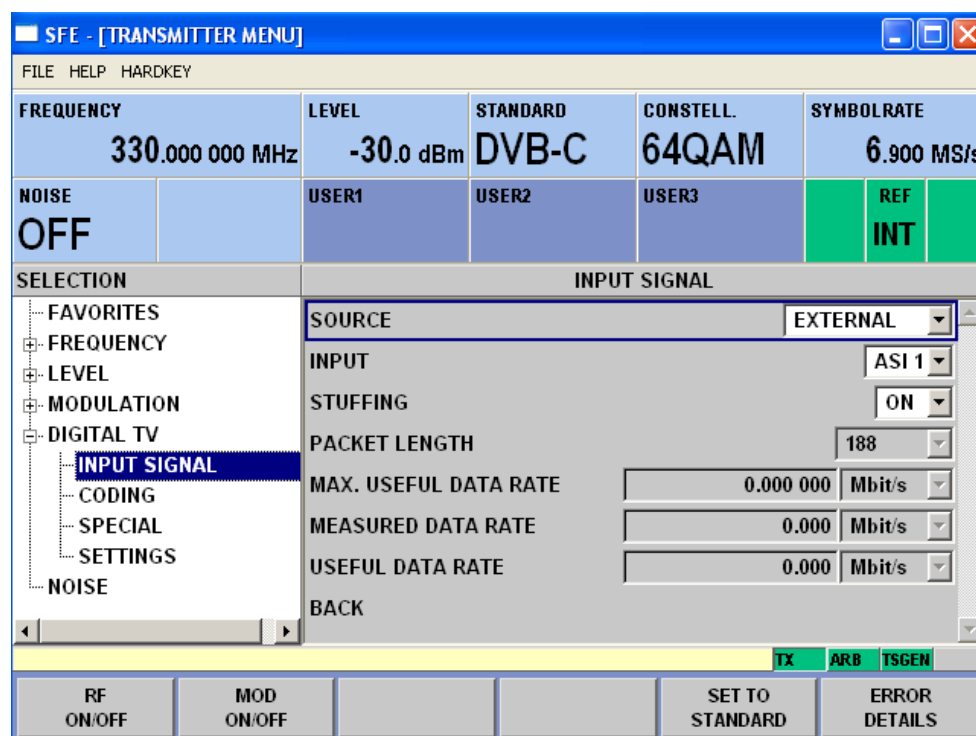 SFE - [TRANSMITTER MENU]
FILE HELP HARDKEY
FREQUENCY LEVEL STANDARD CONSTELL. SYMBOLRATE
330.000 000 MHz -30.0 dBm DVB-C 64QAM 6.900 MS/s
NOISE USER1 USER2 USER3 REF
OFF INT
SELECTION INPUT SIGNAL
FAVORITES
FREQUENCY
LEVEL
MODULATION
DIGITAL TV
INPUT SIGNAL
CODING
SPECIAL
SETTINGS
NOISE
SOURCE EXTERNAL
INPUT ASI 1
STUFFING ON
PACKET LENGTH 188
MAX. USEFUL DATA RATE 0.000 000 Mbit/s
MEASURED DATA RATE 0.000 Mbit/s
USEFUL DATA RATE 0.000 Mbit/s
BACK
TX ARB TSGEN
RF MOD SET TO ERROR
ON/OFF ON/OFF STANDARD DETAILS